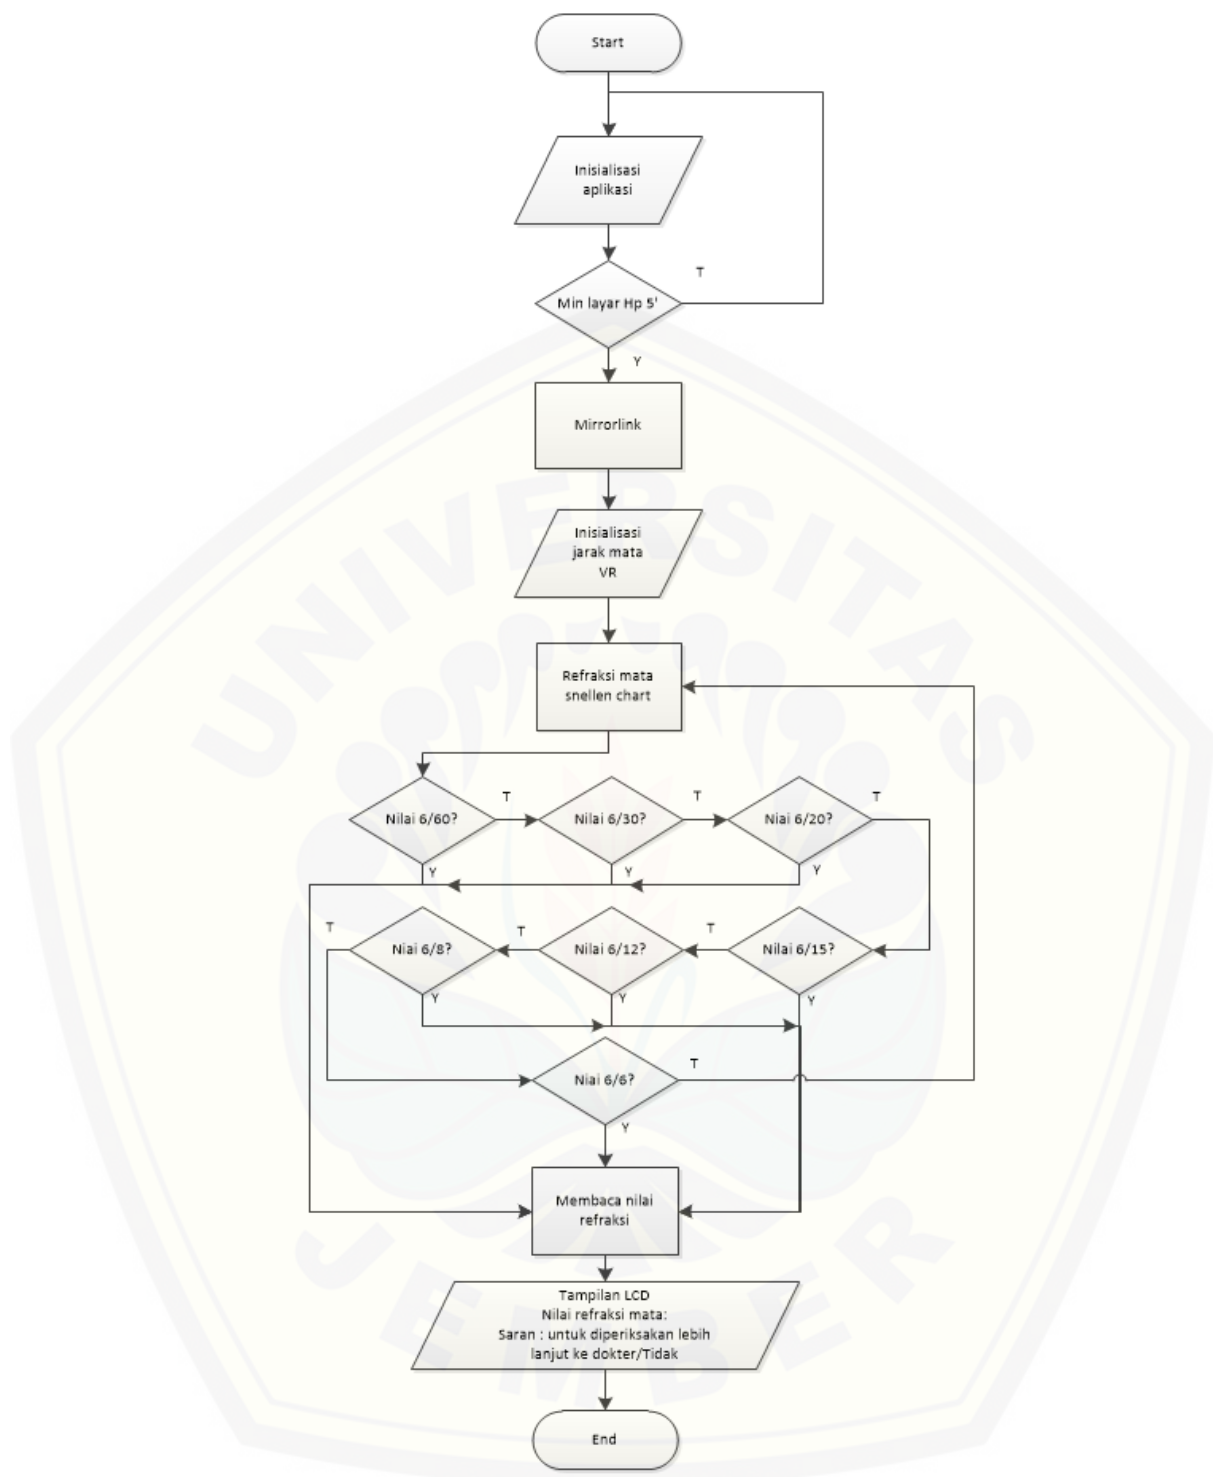 Start
Inisialisasi
aplikasi
T
Min layar Hp 5'
Y
Mirrorlink
Inisialisasi
jarak mata
VR
Refraksi mata
snellen chart
T
T
T
Nilai 6/60?
Nilai 6/30?
Niai 6/20?
Y
Y
Y
T
T
T
Niai 6/8?
Nilai 6/12?
Nilai 6/15?
Y
Y
Y
T
Niai 6/6?
Y
Membaca nilai
refraksi
Tampilan LCD
Nilai refraksi mata:
Saran : untuk diperiksakan lebih
lanjut ke dokter/Tidak
End
UNIVERSITAS
JEMBER